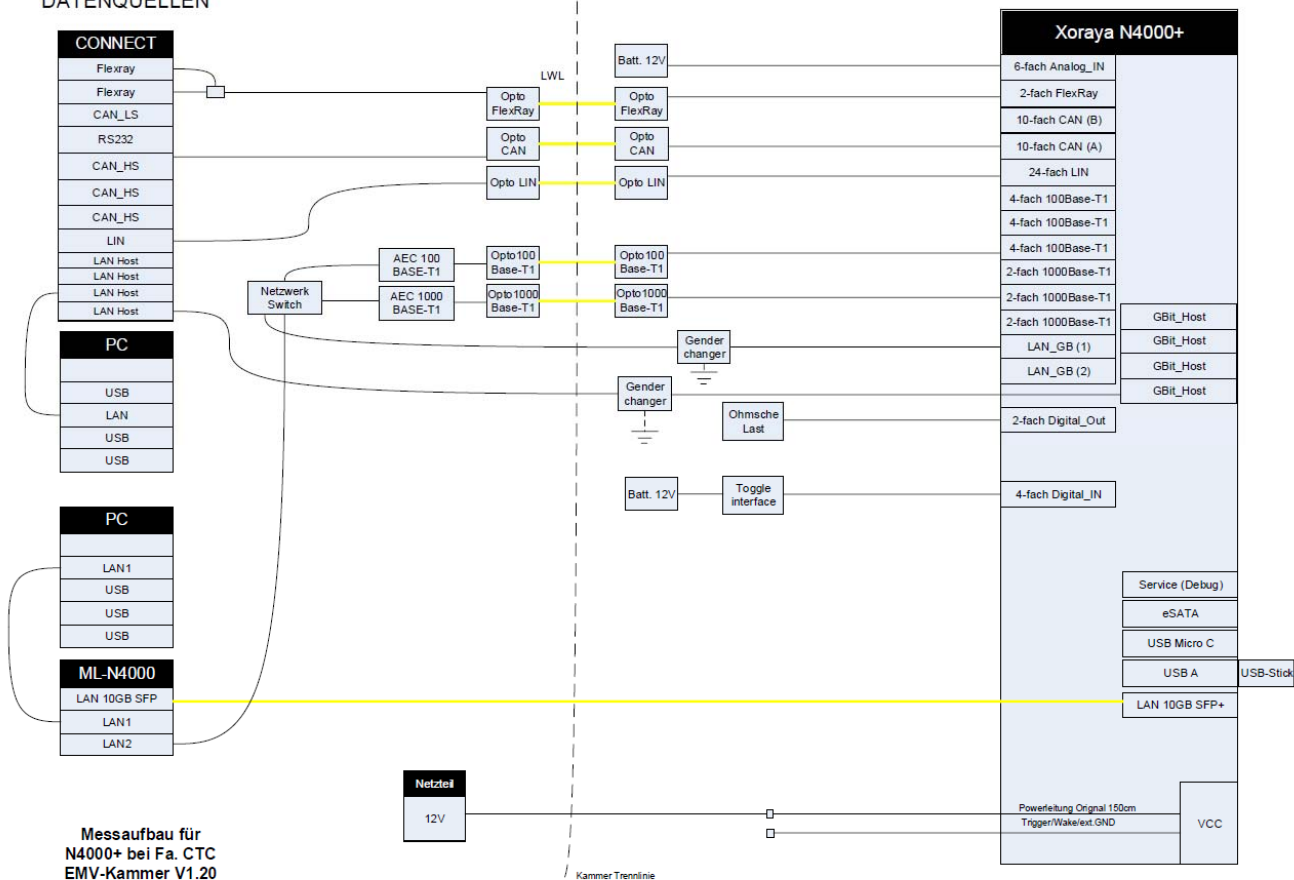 DATENQUELLEN
CONNECT
Flexray
Flexray
CAN_LS
RS232
CAN_HS
CAN_HS
CAN_HS
LIN
LAN Host
LAN Host
LAN Host
LAN Host
PC
USB
LAN
USB
USB
PC
LAN1
USB
USB
USB
ML-N4000
LAN 10GB SFP
LAN1
LAN2
Messaufbau für
N4000+ bei Fa. CTC
EMV-Kammer V1.20
Netzwerk
Switch
AEC 100
BASE-T1
AEC 1000
BASE-T1
LWL
Opto
FlexRay
Opto
CAN
Opto LIN
Opto100
Base-T1
Opto1000
Base-T1
Netzteil
12V
Kammer Trennlinie
Batt. 12V
Opto
FlexRay
Opto
CAN
Opto LIN
Opto100
Base-T1
Opto1000
Base-T1
Gender
changer
Gender
changer
Ohmsche
Last
Batt. 12V
Toggle
interface
Xoraya N4000+
6-fach Analog_IN
2-fach FlexRay
10-fach CAN (B)
10-fach CAN (A)
24-fach LIN
4-fach 100Base-T1
4-fach 100Base-T1
4-fach 100Base-T1
2-fach 1000Base-T1
2-fach 1000Base-T1
2-fach 1000Base-T1
LAN_GB (1)
LAN_GB (2)
GBit_Host
GBit_Host
GBit_Host
GBit_Host
2-fach Digital_Out
4-fach Digital_IN
Service (Debug)
eSATA
USB Micro C
USB A
USB-Stick
LAN 10GB SFP+
Powerleitung Orignal 150cm
Trigger/Wake/ext.GND
VCC